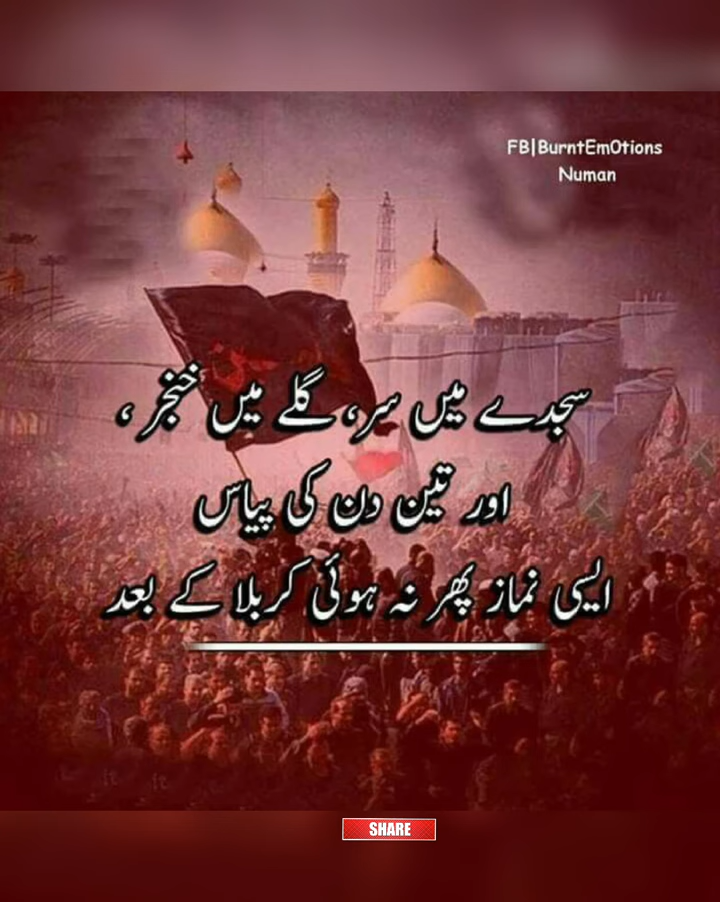 FB|BurntEmOtions
Numan
سجدے میں سر، گلے میں خنجر،
اور تین دن کی پیاس
ایسی نماز پھر نہ ہوئی کربلا کے بعد
SHARE